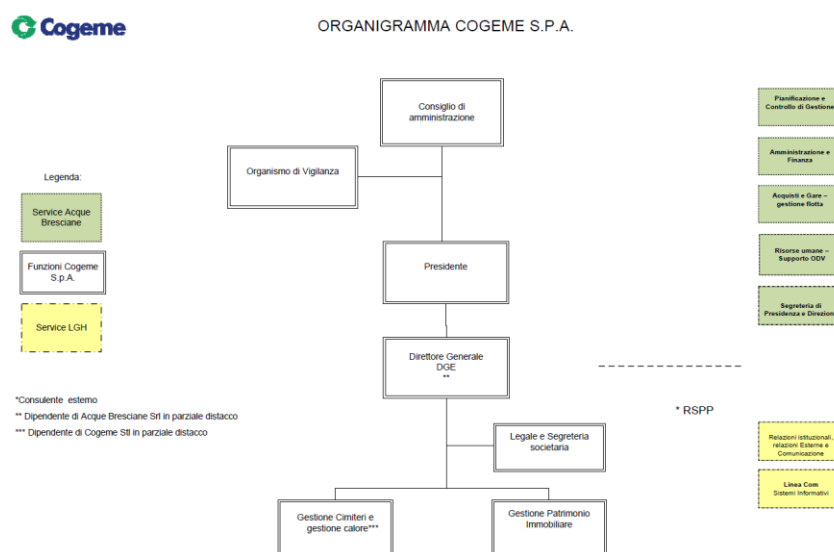 Cogeme
ORGANIGRAMMA COGEME S.P.A.
Consiglio di
amministrazione
Organismo di Vigilanza
Legenda:
Service Acque
Bresciane
Funzioni Cogeme
S.p.A.
Service LGH
*Consulente esterno
** Dipendente di Acque Bresciane Srl in parziale distacco
*** Dipendente di Cogeme Stl in parziale distacco
Presidente
Direttore Generale
DGE
**
Legale e Segreteria
societaria
Gestione Cimiteri e
gestione calore***
Gestione Patrimonio
Immobiliare
* RSPP
Pianificazione e
Controllo di Gestione
Amministrazione e
Finanza
Acquisti e Gare –
gestione flotta
Risorse umane –
Supporto ODV
Segreteria di
Presidenza e Direzion
Relazioni Istituzionali,
relazioni Esterne e
Comunicazione
Linea Com
Sistemi Informativi